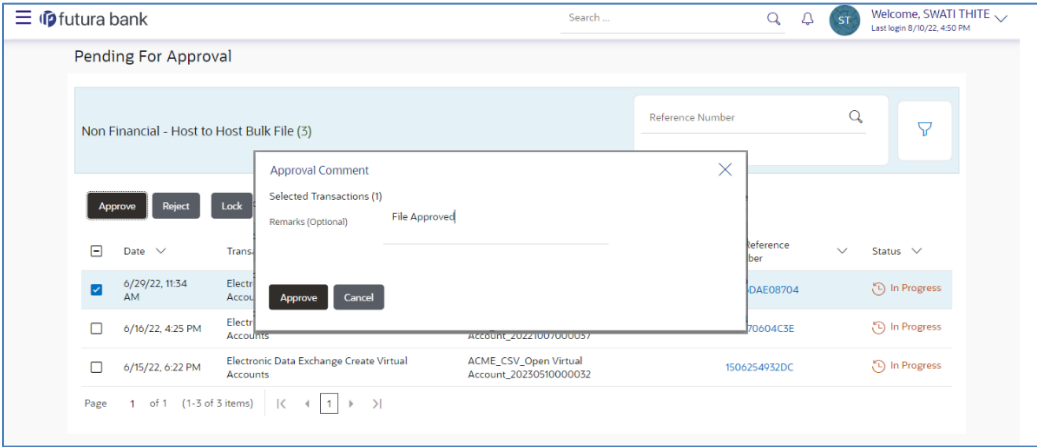 futura bank
Search ...
ST
Welcome, SWATI THITE
Last login 8/10/22, 4:50 PM
Pending For Approval
Non Financial - Host to Host Bulk File (3)
Reference Number
Approval Comment
Selected Transactions (1)
Remarks (Optional) File Approved
Approve Cancel
Approve Reject Lock
Date
Status
6/29/22, 11:34 AM
DAE08704
In Progress
6/16/22, 4:25 PM
Accounts
Account_20221007000037
70604C3E
In Progress
6/15/22, 6:22 PM
Electronic Data Exchange Create Virtual
Accounts
ACME_CSV_Open Virtual
Account_20230510000032
1506254932DC
In Progress
Page 1 of 1 (1-3 of 3 items) 1